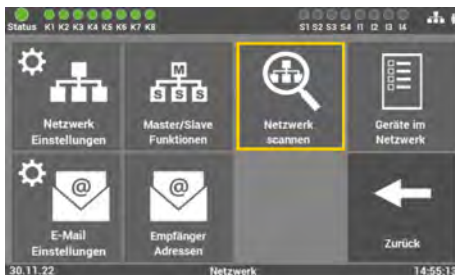 Status K1 K2 K3 K4 K5 K6 K7 K8 S1 S2 S3 S4 I1 I2 I3 I4
M
S S S
Netzwerk
Einstellungen
Master/Slave
Funktionen
Netzwerk
scannen
Geräte im
Netzwerk
@
@
E-Mail
Einstellungen
Empfänger
Adressen
Zurück
30.11.22 Netzwerk 14:55:13